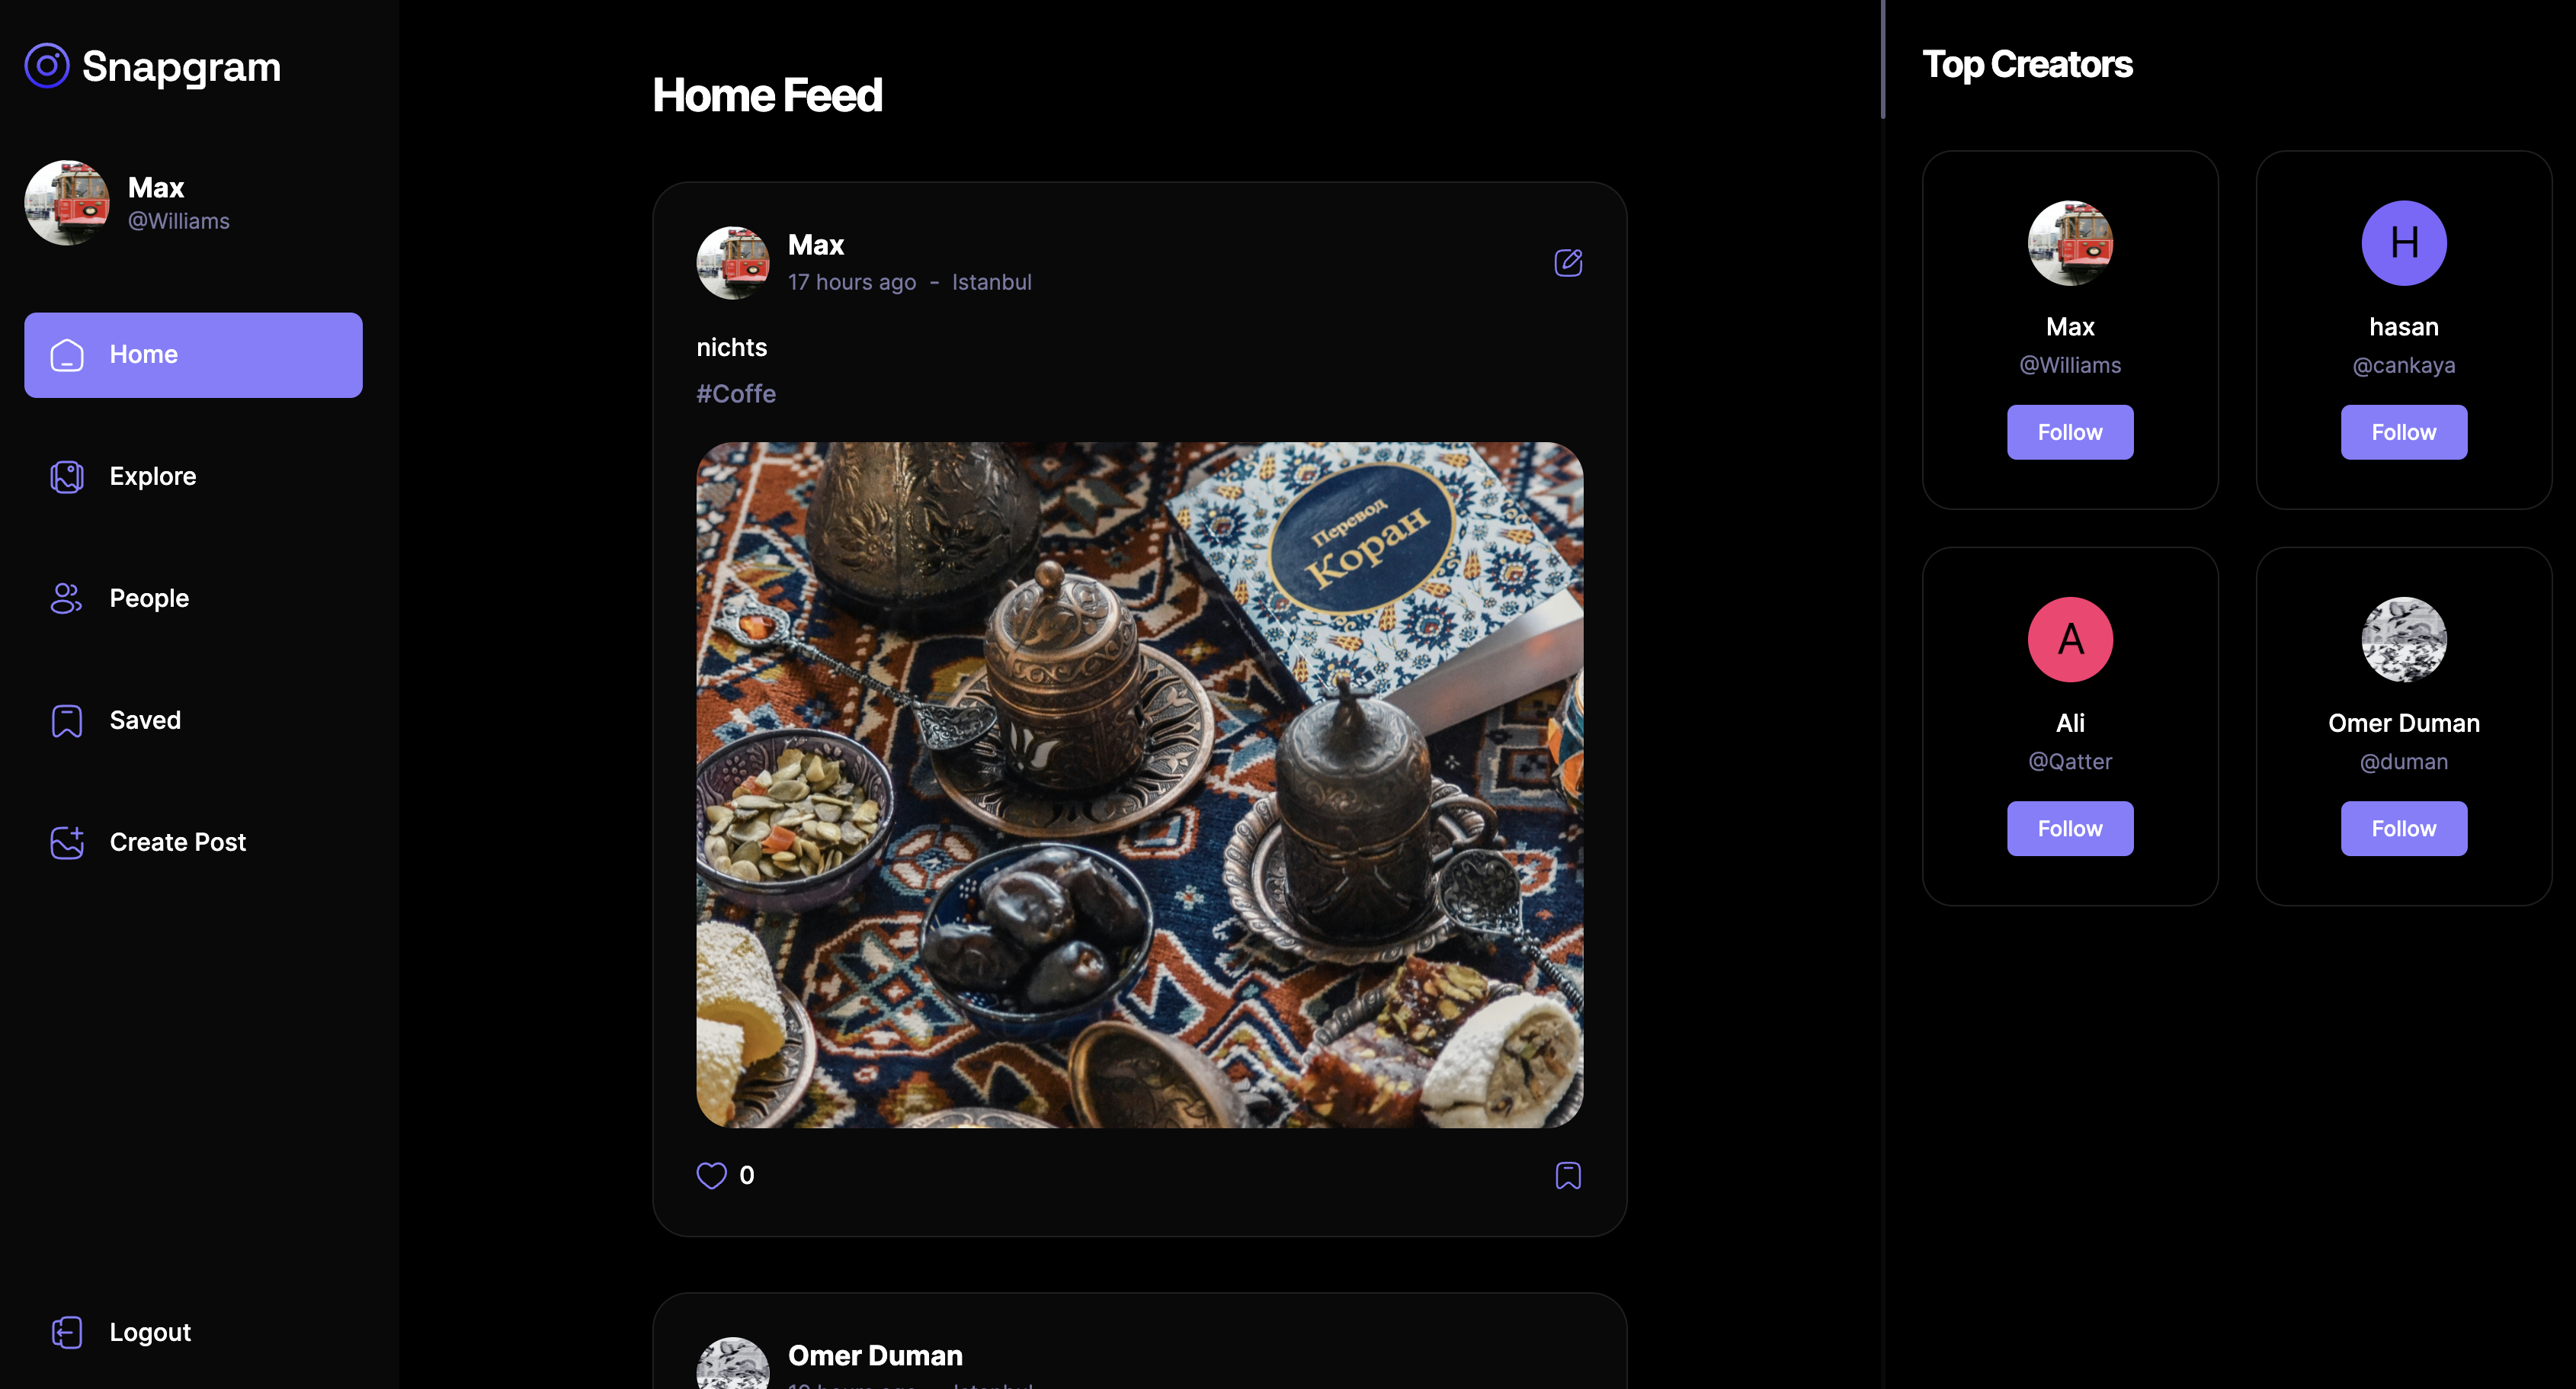 Snapgram
Max
@Williams
Home
Explore
People
Saved
Create Post
Logout
Home Feed
Max
17 hours ago - Istanbul
nichts
#Coffe
Перевод
Коран
0
Omer Duman
Top Creators
Max
@Williams
Follow
H
hasan
@cankaya
Follow
A
Ali
@Qatter
Follow
Omer Duman
@duman
Follow